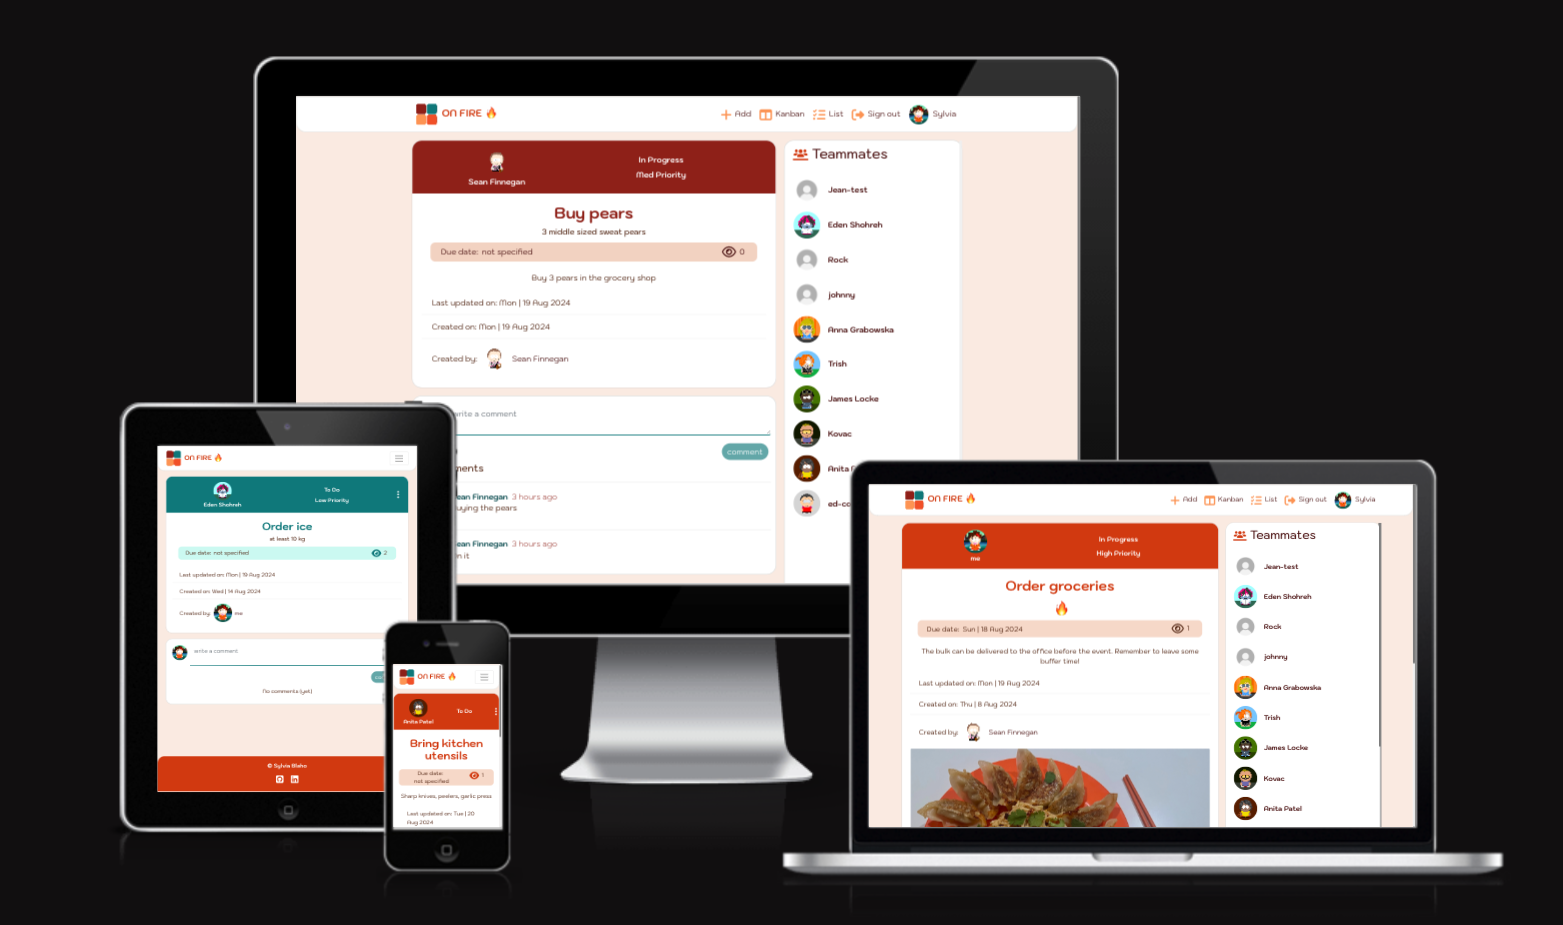 ON FIRE
Add
Kanban
List
Sign out
Sylvia
Sean Finnegan
In Progress
Med Priority
Buy pears
3 middle sized sweat pears
Due date: not specified
0
Buy 3 pears in the grocery shop
Last updated on: Mon | 19 Aug 2024
Created on: Mon | 19 Aug 2024
Created by: Sean Finnegan
write a comment
comment
ments
ean Finnegan 3 hours ago
uying the pears
ean Finnegan 3 hours ago
n it
Teammates
Jean-test
Eden Shohreh
Rock
johnny
Anna Grabowska
Trish
James Locke
Kovac
Anita
ed-co
ON FIRE
Eden Shohreh
To Do
Low Priority
Order ice
at least 10 kg
Due date: not specified
2
Last updated on: Mon | 19 Aug 2024
Created on: Wed | 14 Aug 2024
Created by: me
write a comment
No comments (yet)
© Sylvia Blaho
ON FIRE
Anita Patel
To Do
Bring kitchen
utensils
Due date:
not specified
1
Sharp knives, peelers, garlic press
Last updated on: Tue | 20
Aug 2024
ON FIRE
Add
Kanban
List
Sign out
Sylvia
me
In Progress
High Priority
Order groceries
Due date: Sun | 18 Aug 2024
1
The bulk can be delivered to the office before the event. Remember to leave some
buffer time!
Last updated on: Mon | 19 Aug 2024
Created on: Thu | 8 Aug 2024
Created by: Sean Finnegan
Teammates
Jean-test
Eden Shohreh
Rock
johnny
Anna Grabowska
Trish
James Locke
Kovac
Anita Patel